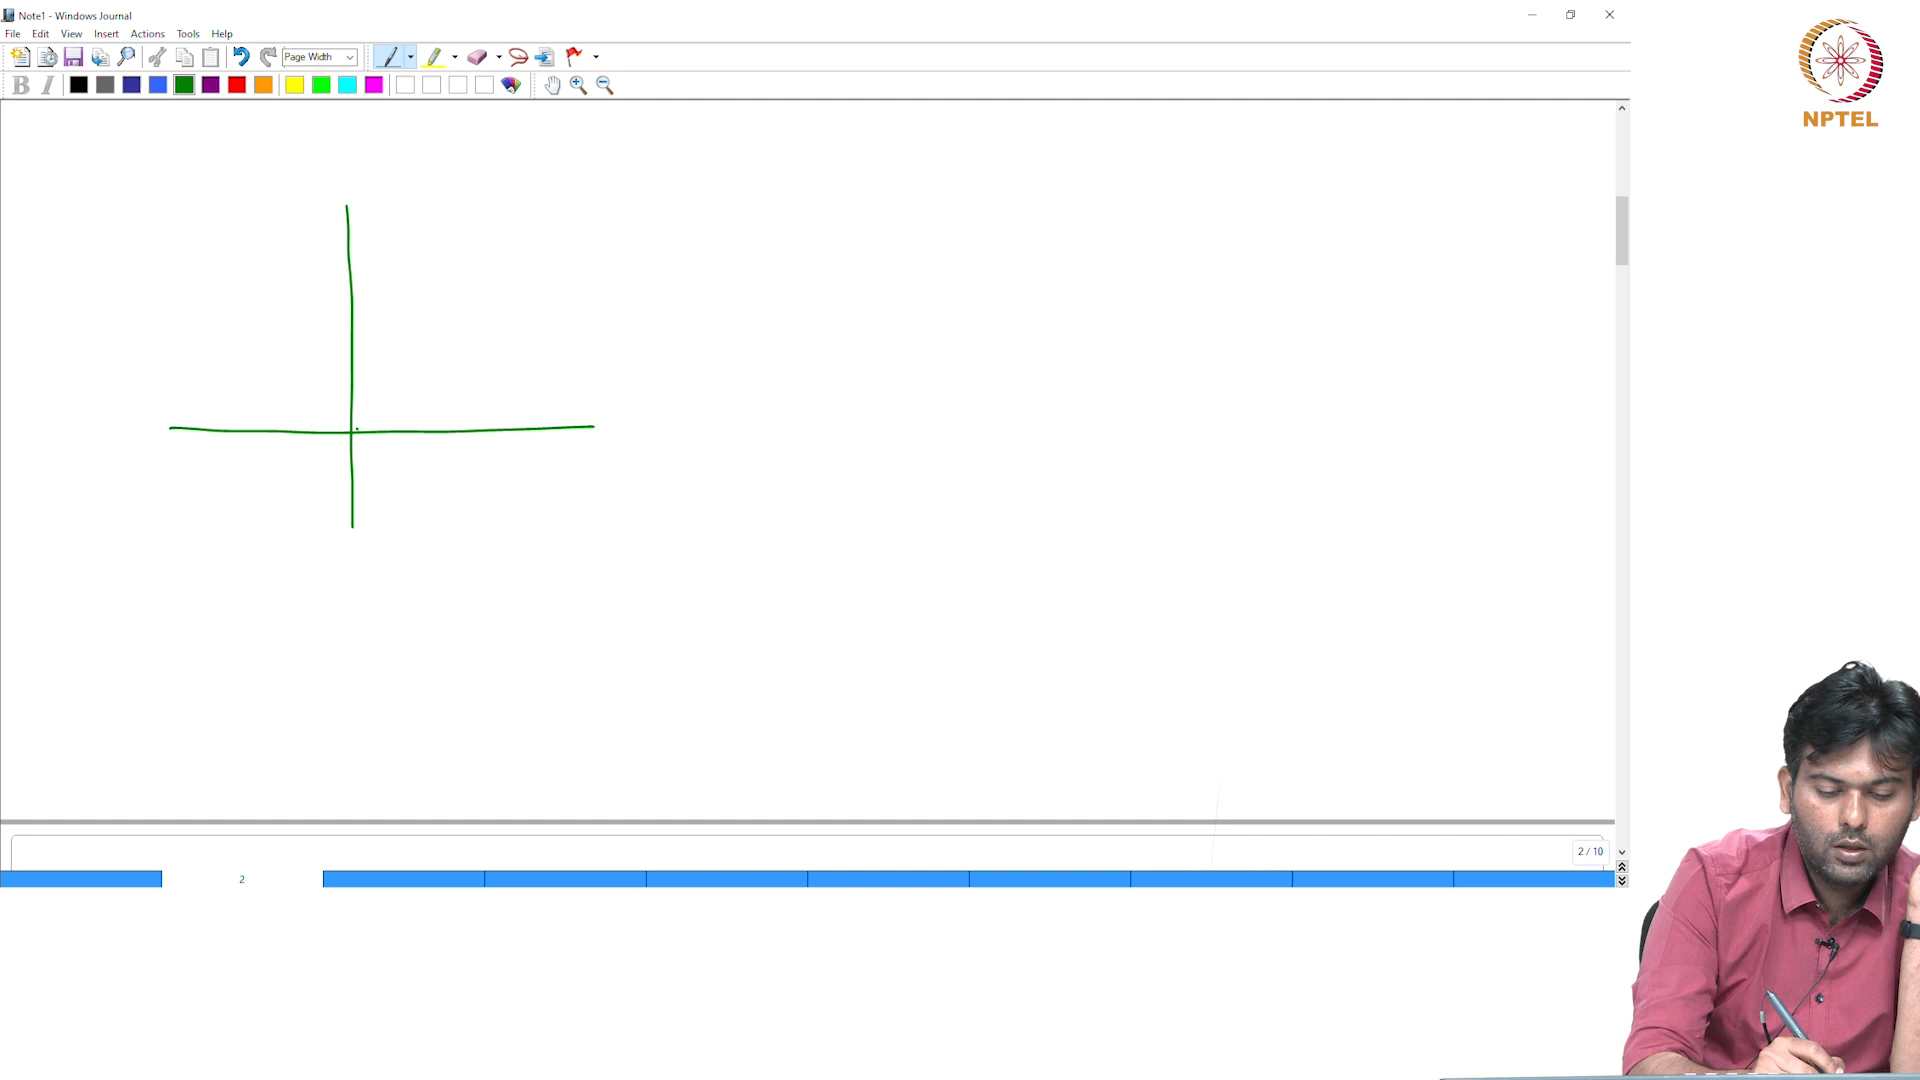 Note1 - Windows Journal
File Edit View Insert Actions Tools Help
Page Width
B I
NPTEL
2 / 10
2